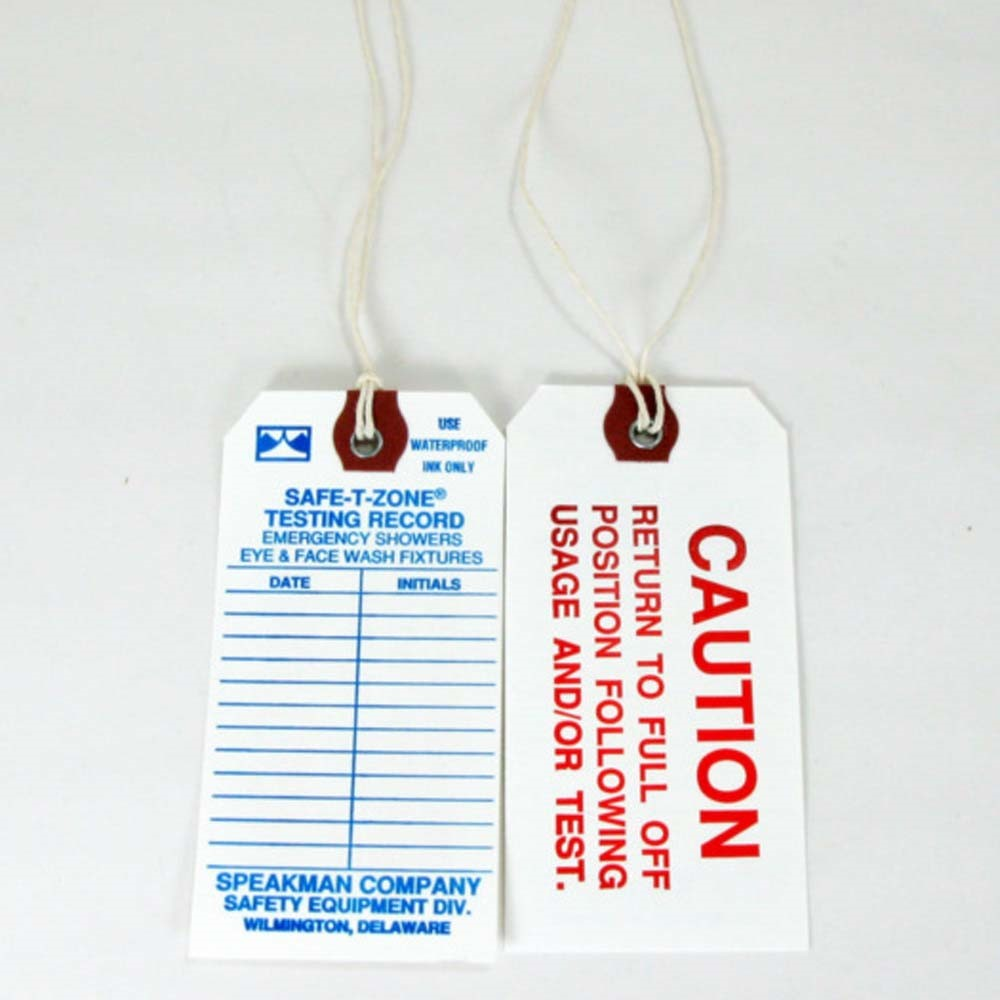 USE
WATERPROOF
INK ONLY
SAFE-T-ZONE®
TESTING RECORD
EMERGENCY SHOWERS
EYE & FACE WASH FIXTURES
DATE INITIALS
SPEAKMAN COMPANY
SAFETY EQUIPMENT DIV.
WILMINGTON, DELAWARE
CAUTION
RETURN TO FULL OFF
POSITION FOLLOWING
USAGE AND/OR TEST.